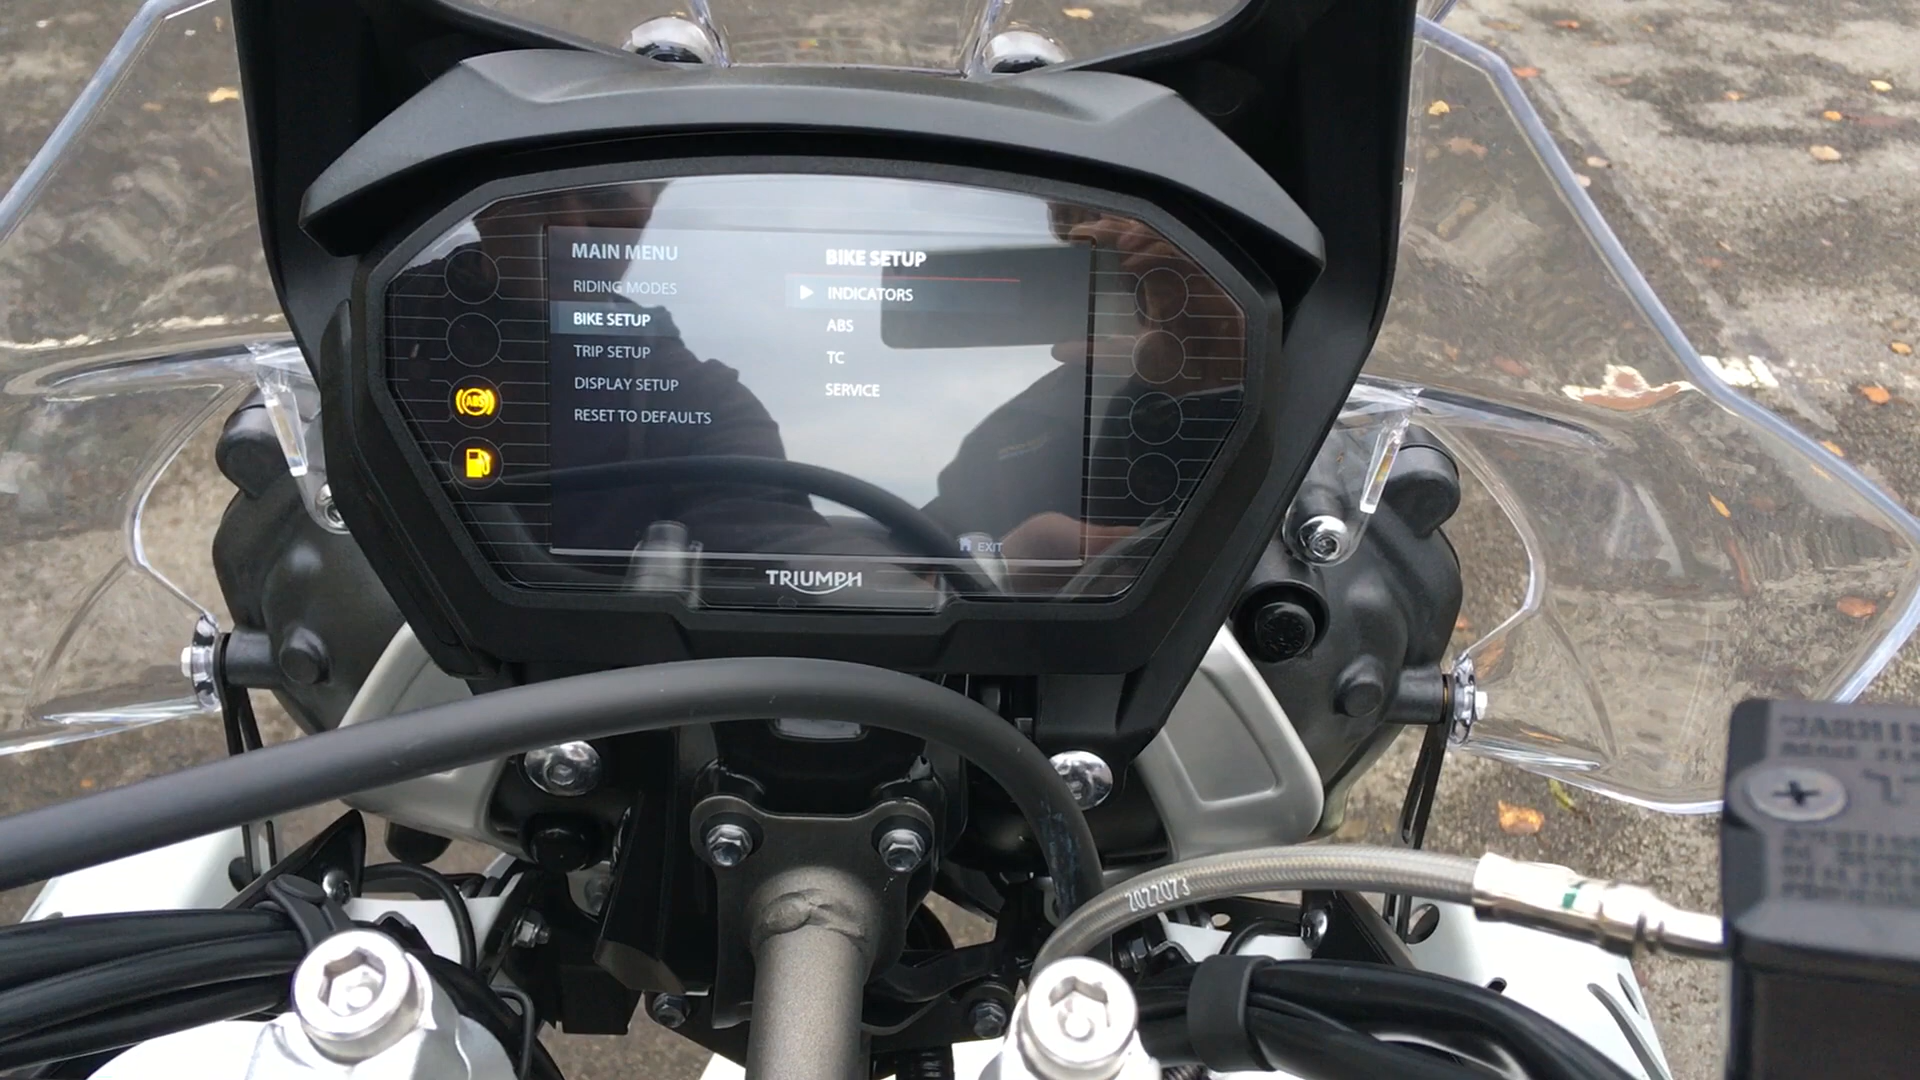 MAIN MENU
RIDING MODES
BIKE SETUP
TRIP SETUP
DISPLAY SETUP
RESET TO DEFAULTS
BIKE SETUP
INDICATORS
ABS
TC
SERVICE
EXIT
ABS
TRIUMPH
2022073